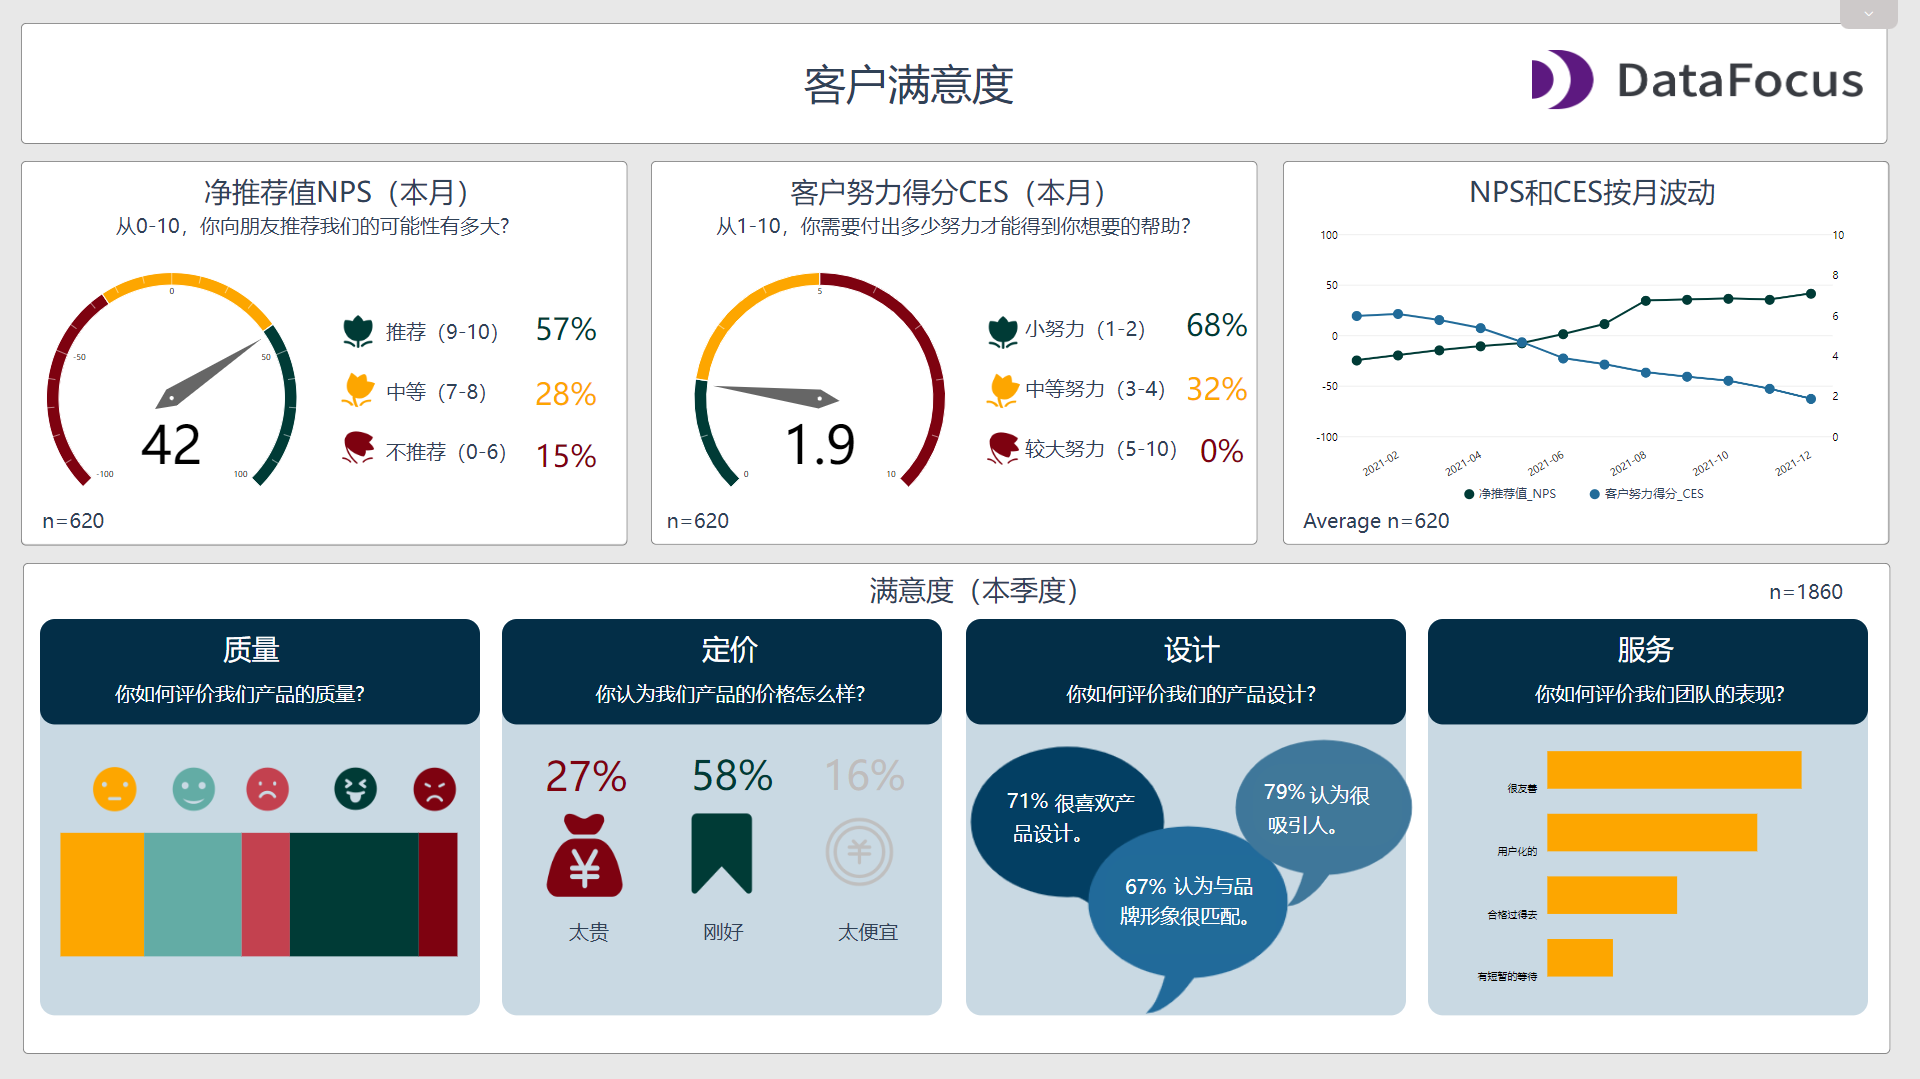 客户满意度
DataFocus
净推荐值NPS（本月）
从0-10，你向朋友推荐我们的可能性有多大？
-100
-50
0
50
100
42
推荐（9-10） 57%
中等（7-8） 28%
不推荐（0-6） 15%
n=620
客户努力得分CES（本月）
从1-10，你需要付出多少努力才能得到你想要的帮助？
0
5
10
1.9
小努力（1-2） 68%
中等努力（3-4） 32%
较大努力（5-10） 0%
n=620
NPS和CES按月波动
100
50
0
-50
-100
10
8
6
4
2
0
2021-02
2021-04
2021-06
2021-08
2021-10
2021-12
净推荐值_NPS 客户努力得分_CES
Average n=620
满意度（本季度）
n=1860
质量
你如何评价我们产品的质量？
定价
你认为我们产品的价格怎么样？
27% 58% 16%
¥ ¥
太贵 刚好 太便宜
设计
你如何评价我们的产品设计？
71% 很喜欢产
品设计。
79% 认为很
吸引人。
67% 认为与品
牌形象很匹配。
服务
你如何评价我们团队的表现？
很友善
用户化的
合格过得去
有短暂的等待